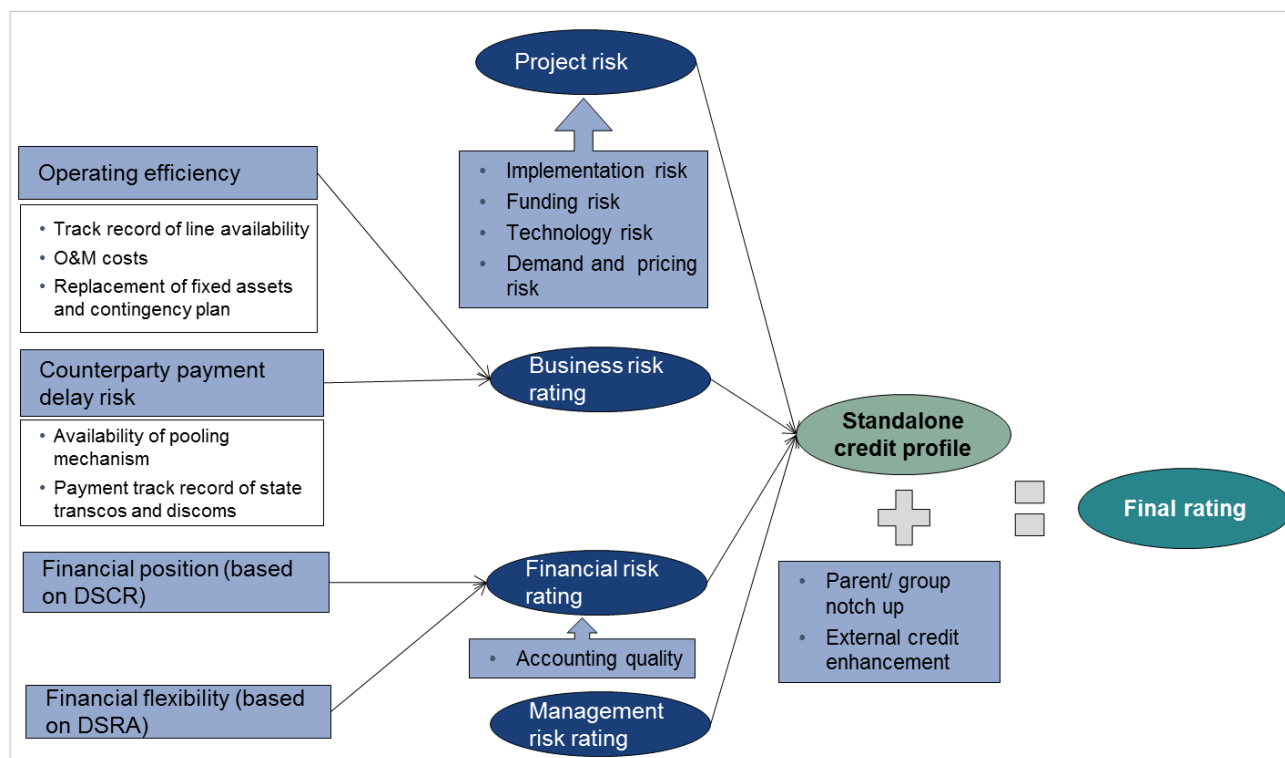 Project risk
• Implementation risk
• Funding risk
• Technology risk
• Demand and pricing
risk
Operating efficiency
• Track record of line availability
• O&M costs
• Replacement of fixed assets
and contingency plan
Counterparty payment
delay risk
• Availability of pooling
mechanism
• Payment track record of state
transcos and discoms
Business risk
rating
Financial position (based
on DSCR)
Financial flexibility (based
on DSRA)
Financial risk
rating
• Accounting quality
Management
risk rating
Standalone
credit profile
• Parent/ group
notch up
• External credit
enhancement
Final rating